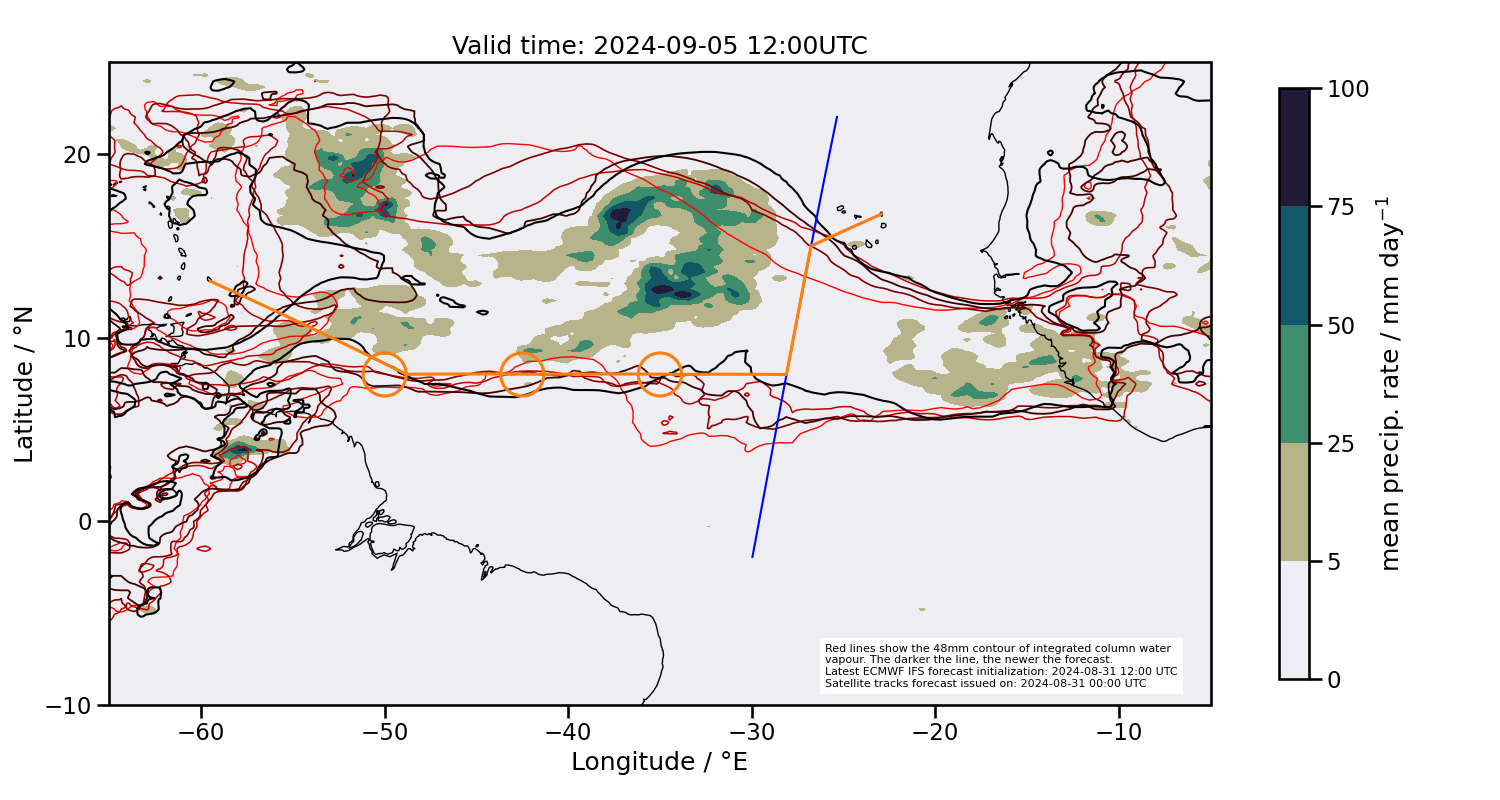 Valid time: 2024-09-05 12:00UTC
20
10
0
−10
Latitude / °N
−60
−50
−40
−30
−20
−10
Longitude / °E
Red lines show the 48mm contour of integrated column water
vapour. The darker the line, the newer the forecast.
Latest ECMWF IFS forecast initialization: 2024-08-31 12:00 UTC
Satellite tracks forecast issued on: 2024-08-31 00:00 UTC
100
75
50
25
5
0
mean precip. rate / mm day⁻¹